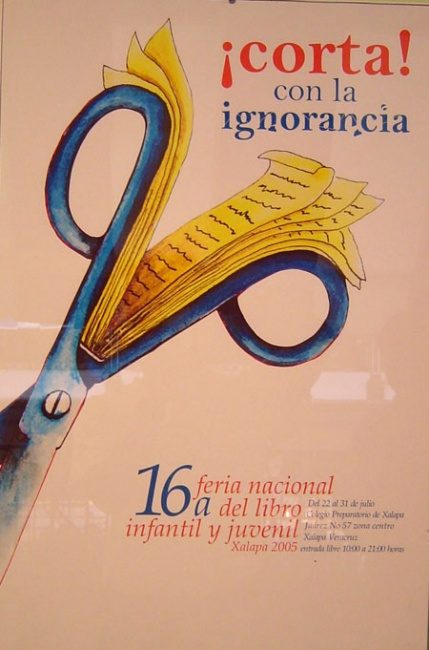 ¡corta!
con la
ignorancia
16a feria nacional
del libro
infantil y juvenil
Xalapa 2005
Del 22 al 31 de julio
Colegio Preparatorio de Xalapa
Juárez No 57 zona centro
Xalapa Veracruz
entrada libre 10:00 a 21:00 horas